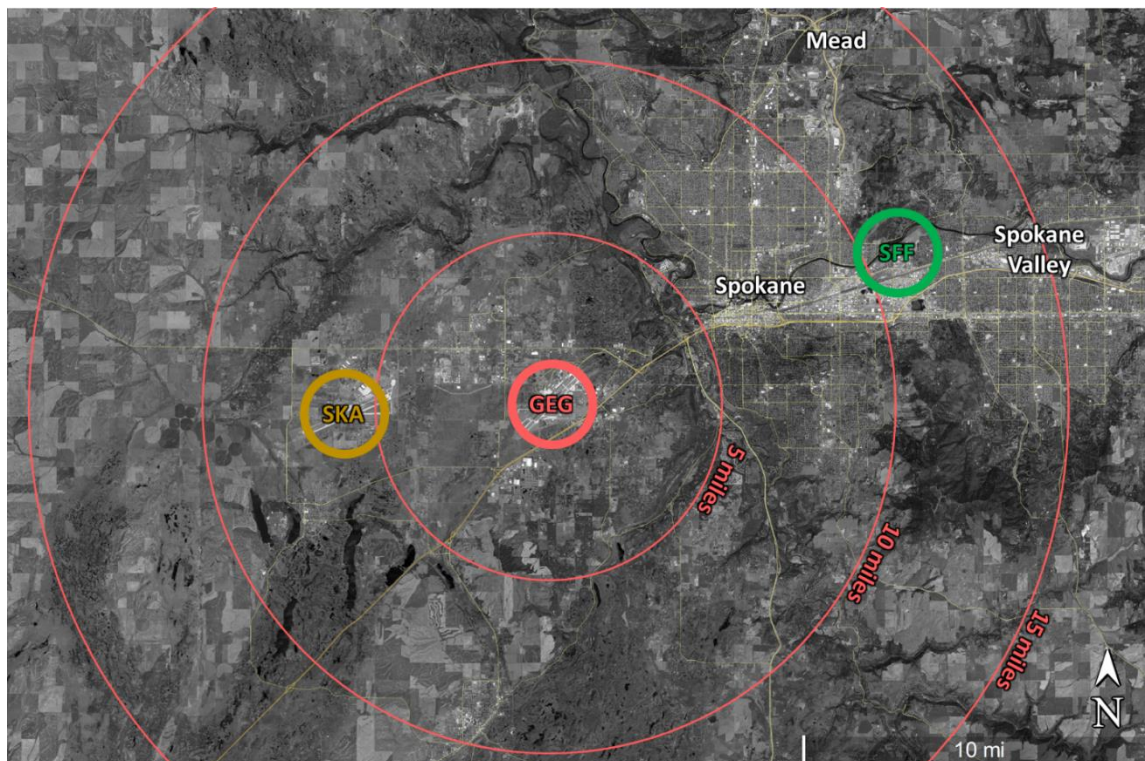 Mead
SFF
Spokane
Valley
Spokane
SKA
GEG
5 miles
10 miles
15 miles
N
10 mi